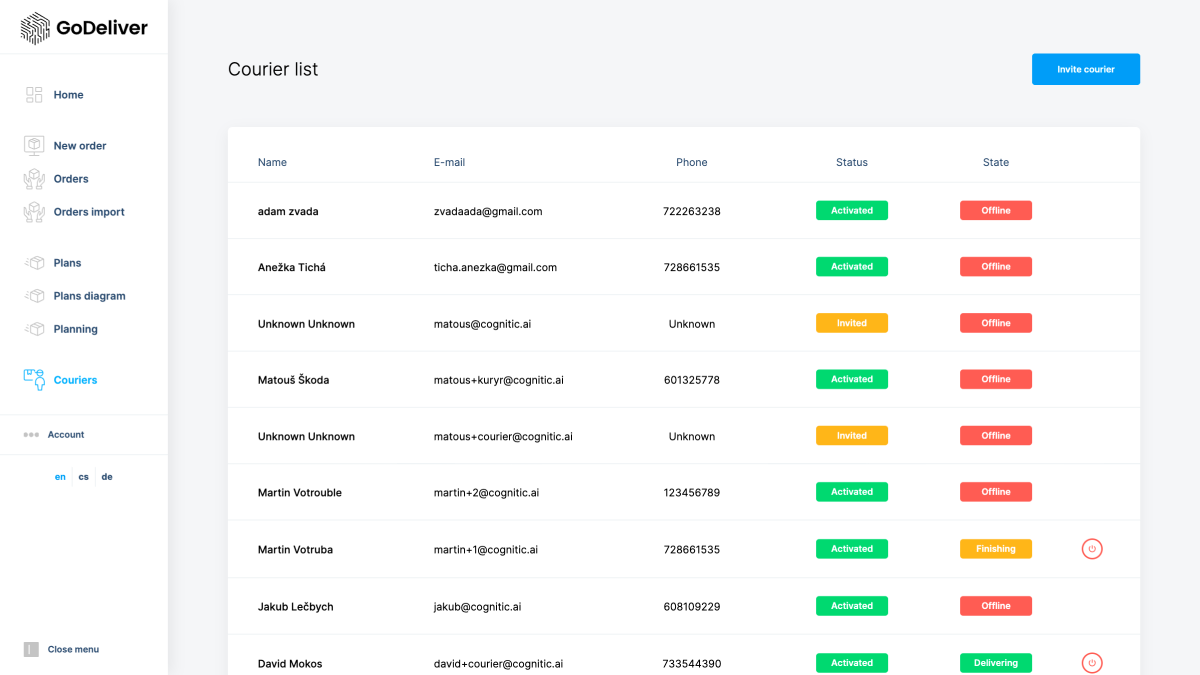 GoDeliver
Home
New order
Orders
Orders import
Plans
Plans diagram
Planning
Couriers
Account
en cs de
Close menu
Courier list
Invite courier
Name E-mail Phone Status State
adam zvada zvadaada@gmail.com 722263238 Activated Offline
Anežka Tichá ticha.anezka@gmail.com 728661535 Activated Offline
Unknown Unknown matous@cognitic.ai Unknown Invited Offline
Matouš Škoda matous+kuryr@cognitic.ai 601325778 Activated Offline
Unknown Unknown matous+courier@cognitic.ai Unknown Invited Offline
Martin Votrouble martin+2@cognitic.ai 123456789 Activated Offline
Martin Votruba martin+1@cognitic.ai 728661535 Activated Finishing
Jakub Lečbych jakub@cognitic.ai 608109229 Activated Offline
David Mokos david+courier@cognitic.ai 733544390 Activated Delivering